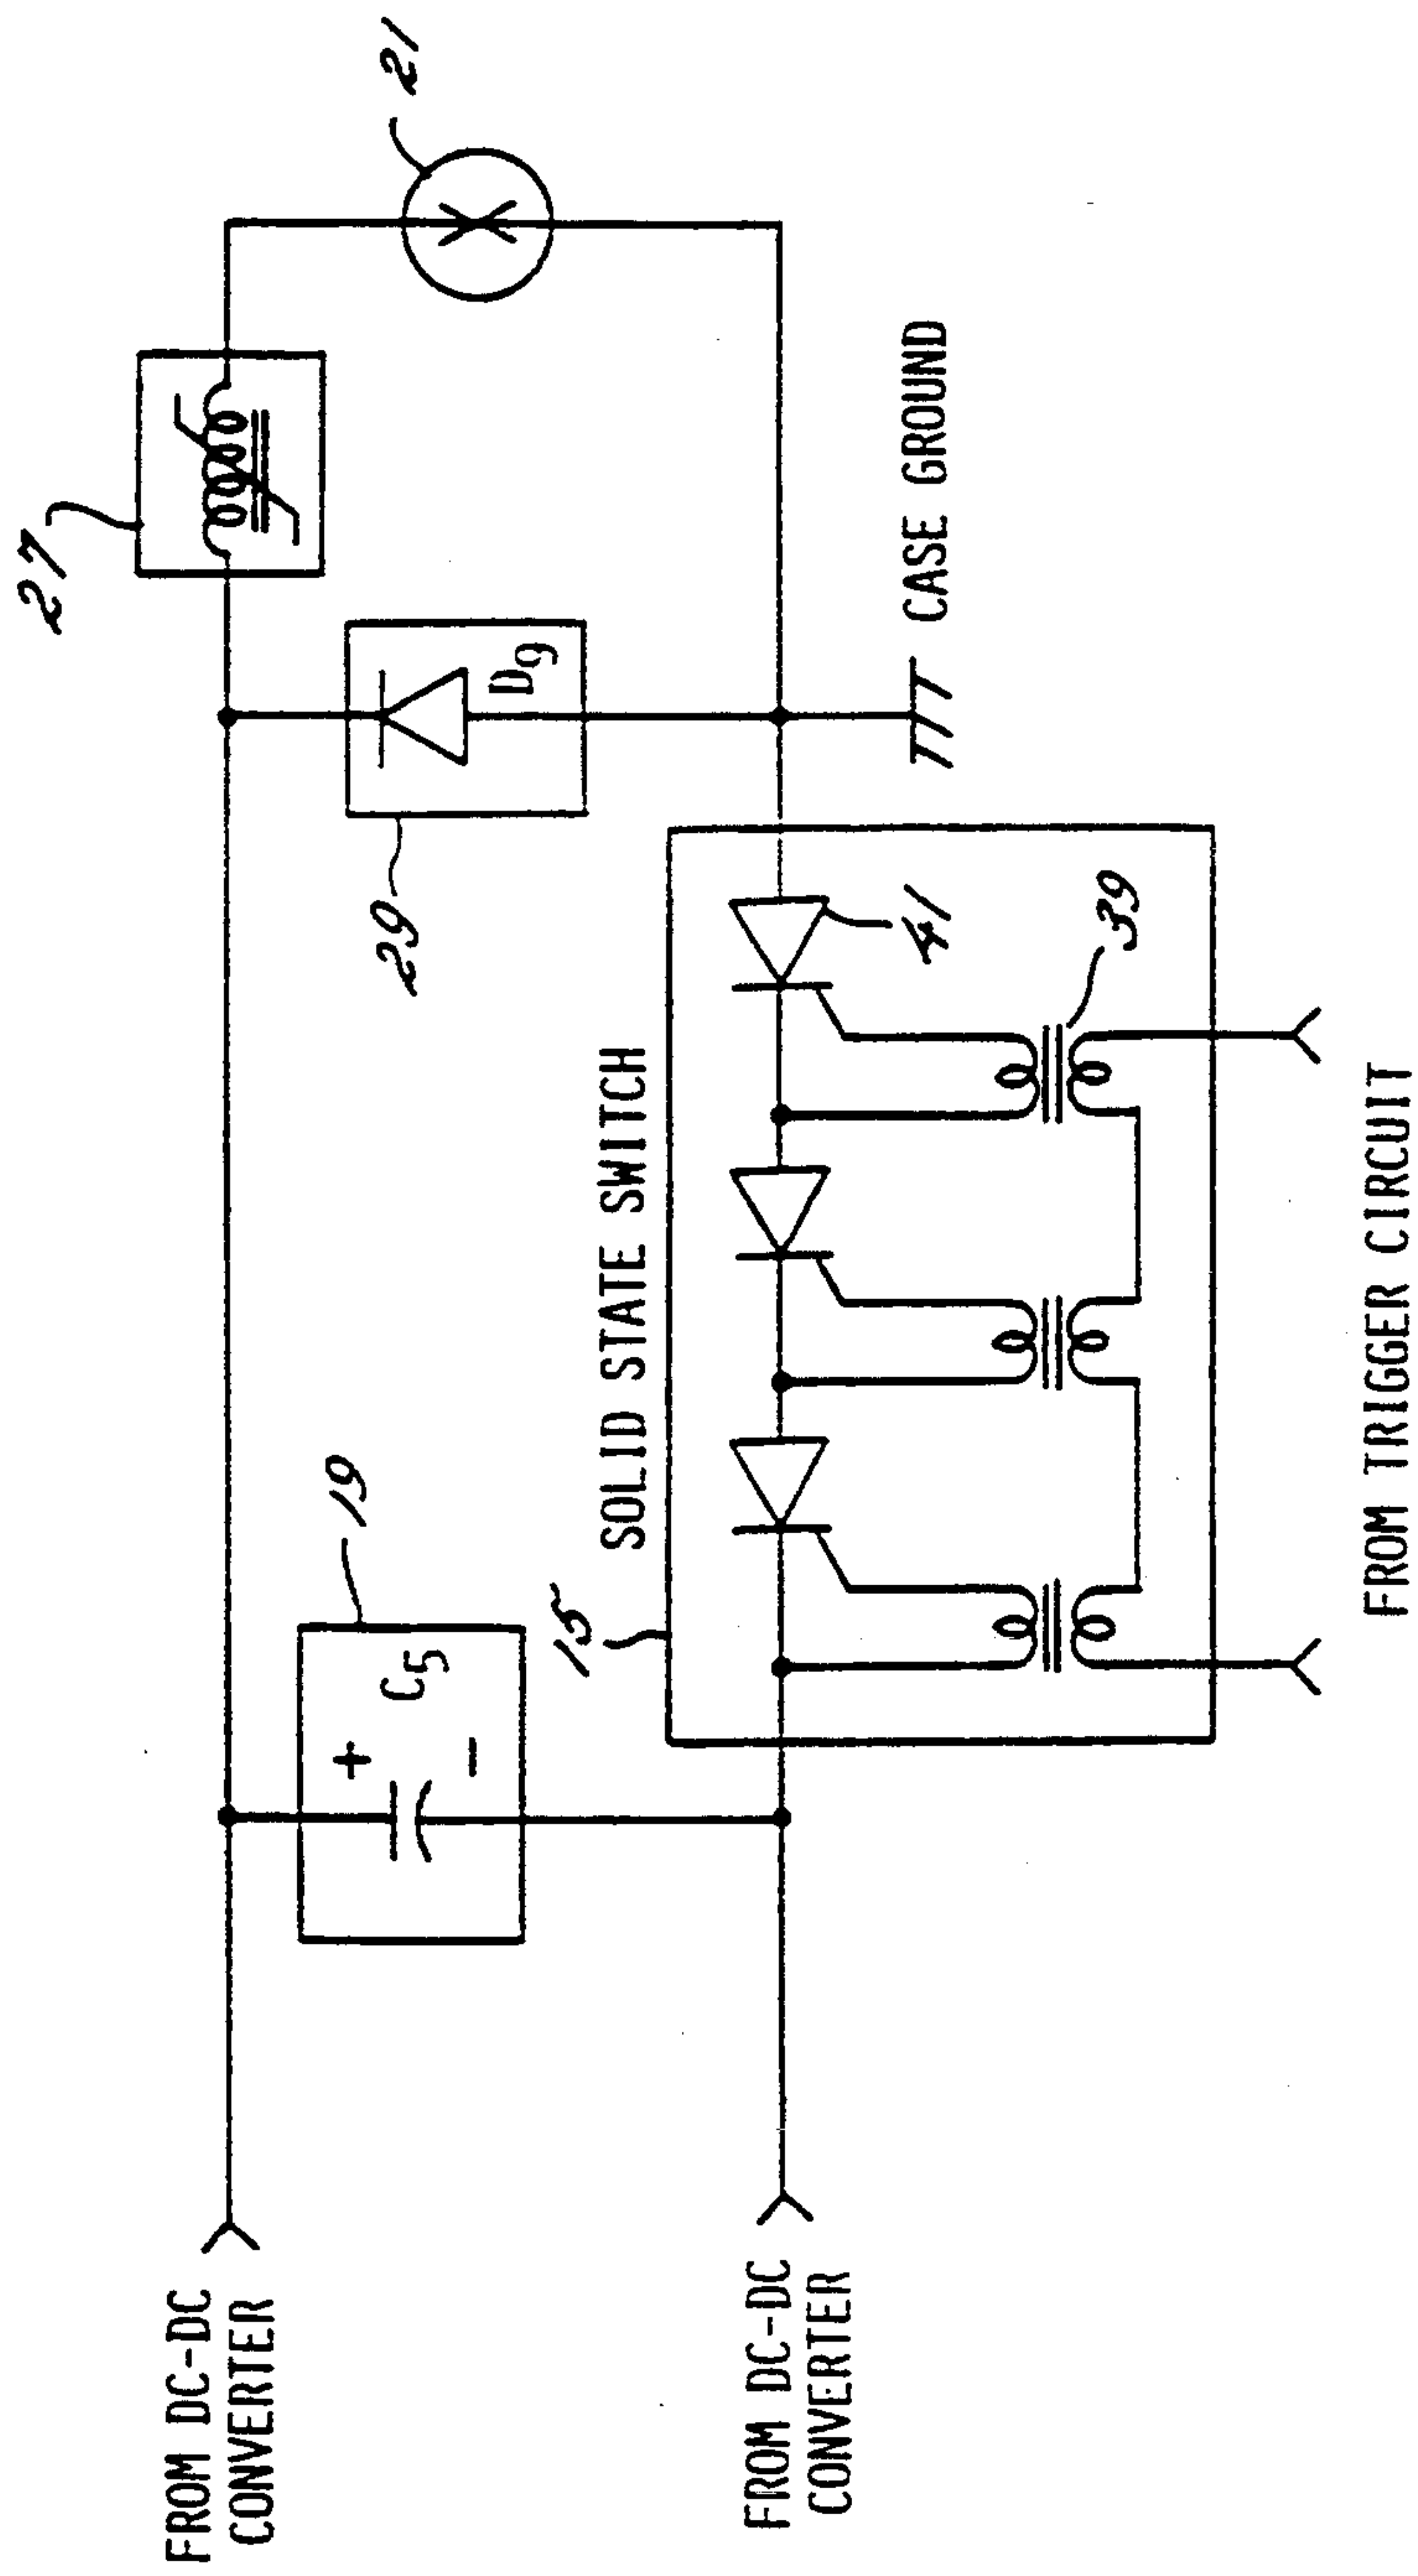 FROM DC-DC
CONVERTER
19
+
C5
-
29
D9
27
21
FROM DC-DC
CONVERTER
15
SOLID STATE SWITCH
41
39
CASE GROUND
FROM TRIGGER CIRCUIT